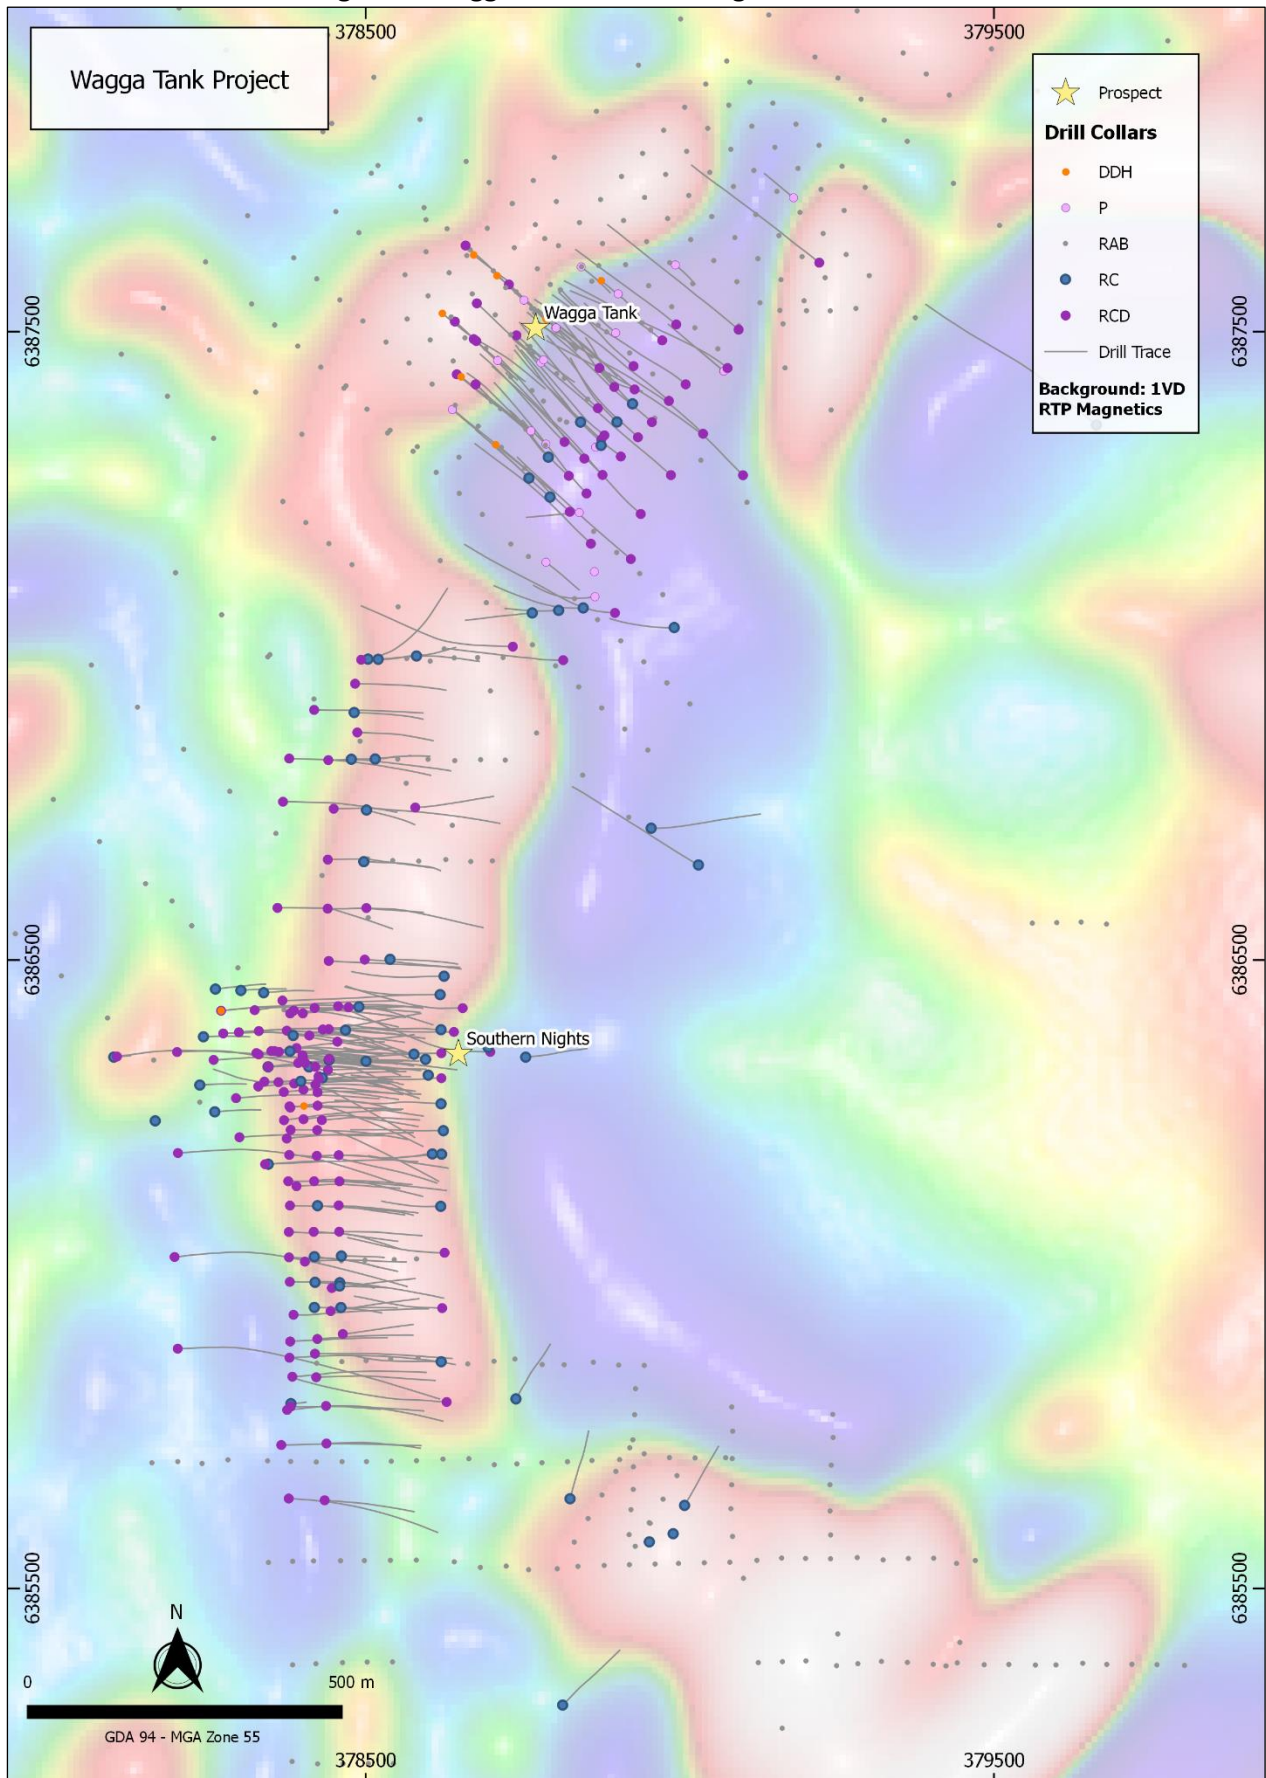 378500
379500
Wagga Tank Project
Prospect
Drill Collars
DDH
P
RAB
RC
RCD
Drill Trace
Background: 1VD
RTP Magnetics
6387500
6387500
Wagga Tank
6386500
6386500
Southern Nights
6385500
6385500
N
0
500 m
GDA 94 - MGA Zone 55
378500
379500